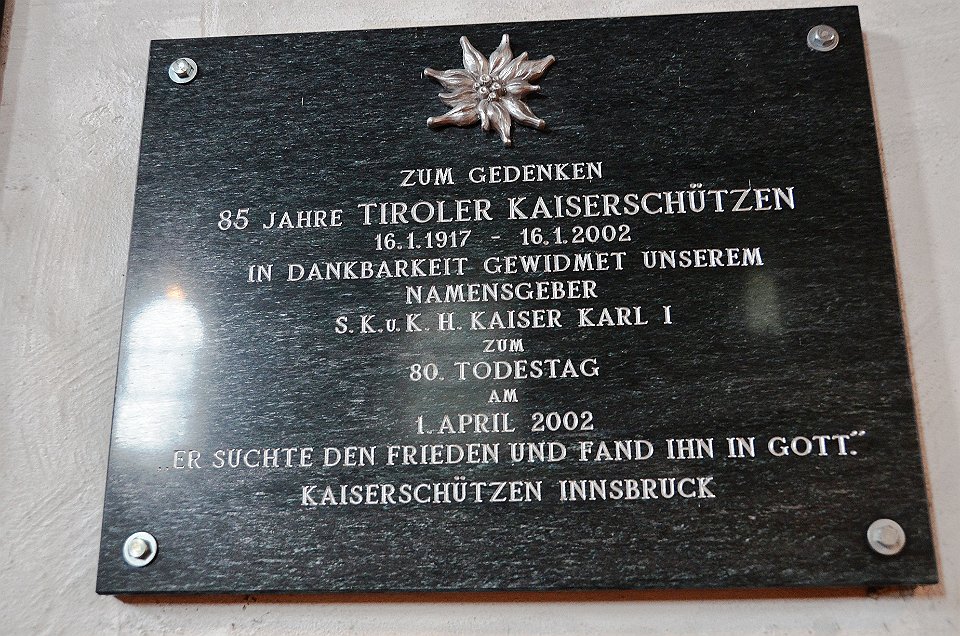 ZUM GEDENKEN
85 JAHRE TIROLER KAISERSCHÜTZEN
16.1.1917 - 16.1.2002
IN DANKBARKEIT GEWIDMET UNSEREM
NAMENSGEBER
S.K.u.K.H. KAISER KARL I
ZUM
80. TODESTAG
AM
1. APRIL 2002
„ER SUCHTE DEN FRIEDEN UND FAND IHN IN GOTT."
KAISERSCHÜTZEN INNSBRUCK